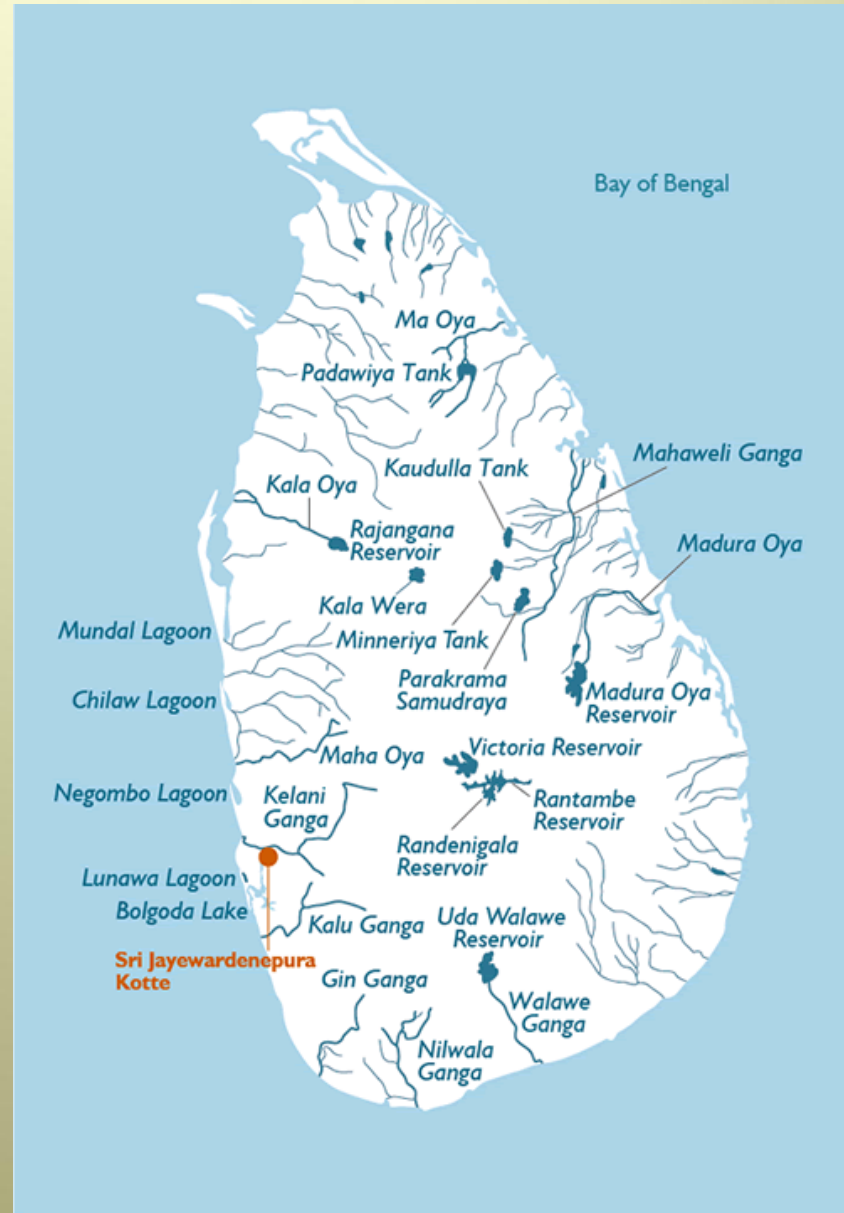 Bay of Bengal
Ma Oya
Padawiya Tank
Mahaweli Ganga
Kaudulla Tank
Kala Oya
Rajangana
Reservoir
Madura Oya
Kala Wera
Mundal Lagoon
Minneriya Tank
Parakrama
Samudraya
Chilaw Lagoon
Madura Oya
Reservoir
Maha Oya
Victoria Reservoir
Negombo Lagoon
Kelani
Ganga
Rantambe
Reservoir
Randenigala
Reservoir
Lunawa Lagoon
Bolgoda Lake
Kalu Ganga
Uda Walawe
Reservoir
Sri Jayewardenepura
Kotte
Gin Ganga
Walawe
Ganga
Nilwala
Ganga